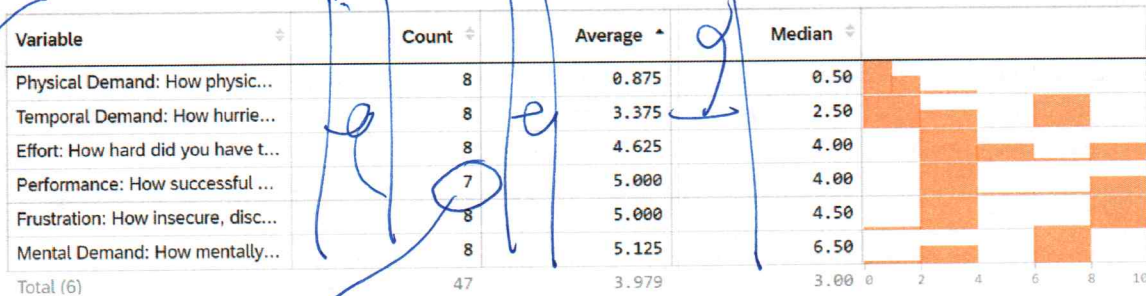 Variable Count Average Median
Physical Demand: How physic... 8 0.875 0.50
Temporal Demand: How hurrie... 8 3.375 2.50
Effort: How hard did you have t... 8 4.625 4.00
Performance: How successful ... 7 5.000 4.00
Frustration: How insecure, disc... 8 5.000 4.50
Mental Demand: How mentally... 8 5.125 6.50
Total (6) 47 3.979 3.00 0 2 4 6 8 10